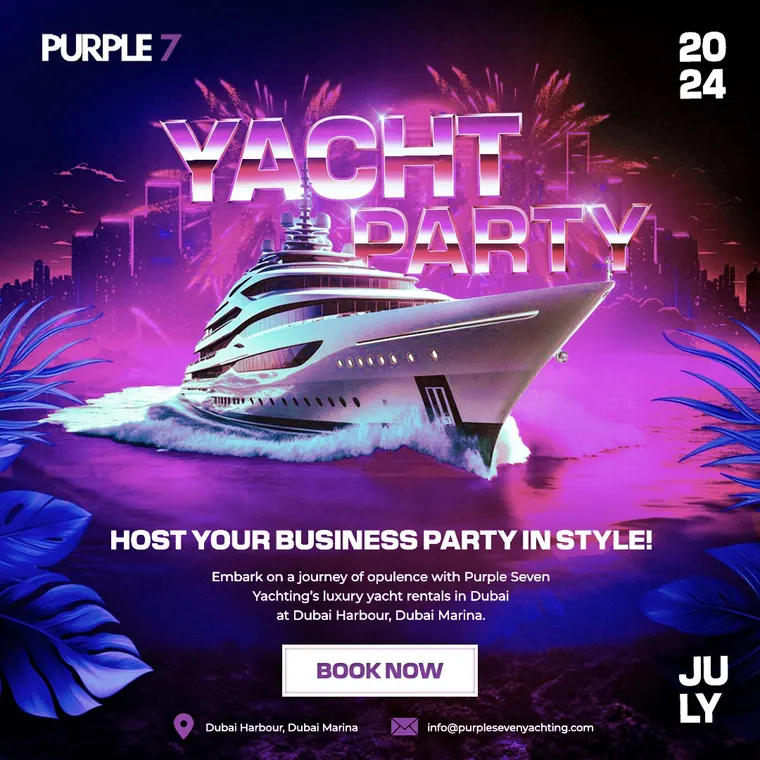 PURPLE 7
20
24
YACHT
PARTY
HOST YOUR BUSINESS PARTY IN STYLE!
Embark on a journey of opulence with Purple Seven
Yachting's luxury yacht rentals in Dubai
at Dubai Harbour, Dubai Marina.
BOOK NOW
JU
LY
Dubai Harbour, Dubai Marina
info@purplesevenyachting.com